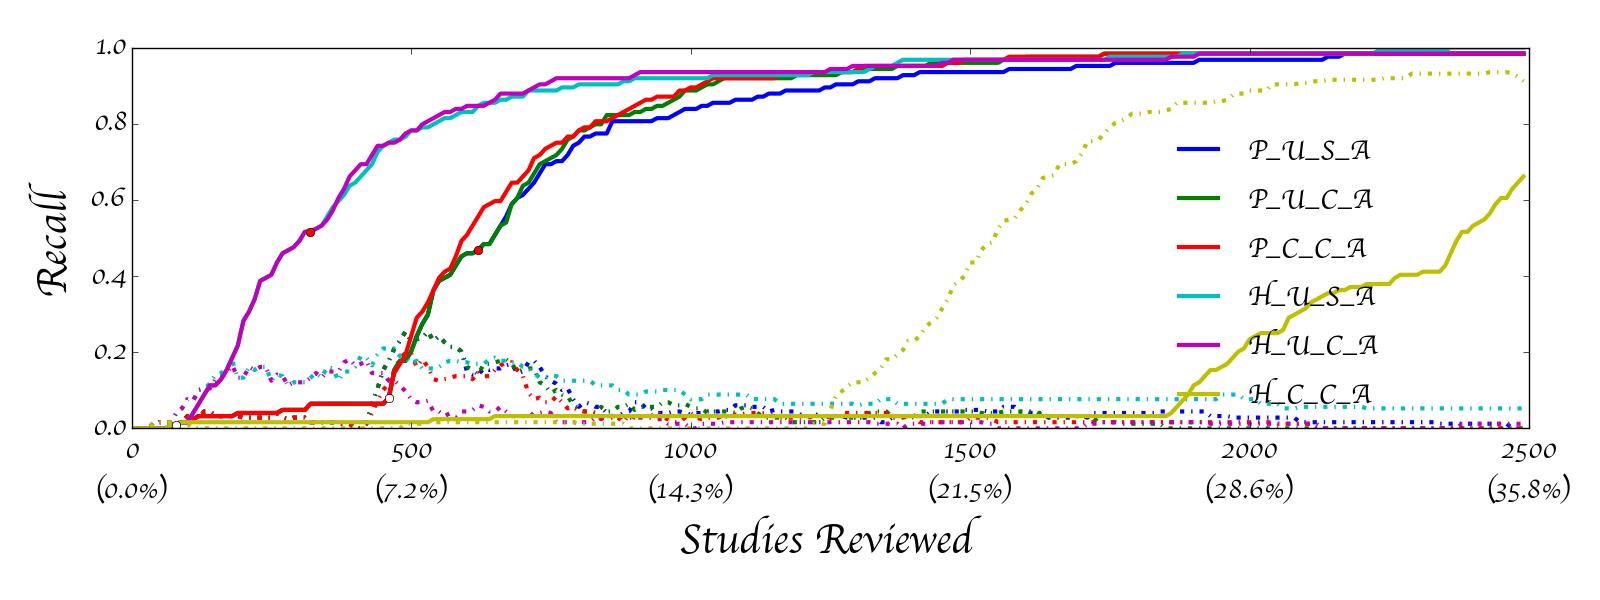 1.0
0.8
0.6
0.4
0.2
0.0
Recall
P_U_S_A
P_U_C_A
P_C_C_A
H_U_S_A
H_U_C_A
H_C_C_A
0 500 1000 1500 2000 2500
(0.0%) (7.2%) (14.3%) (21.5%) (28.6%) (35.8%)
Studies Reviewed